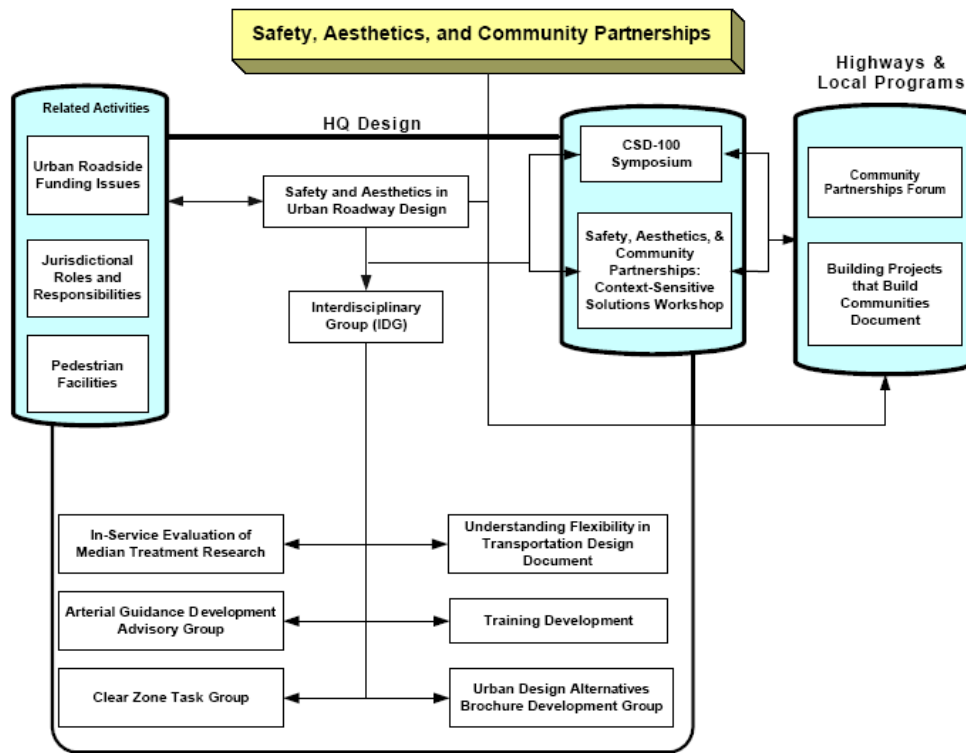 Safety, Aesthetics, and Community Partnerships
Highways &
Local Programs
Related Activities
HQ Design
Urban Roadside
Funding Issues
Jurisdictional
Roles and
Responsibilities
Pedestrian
Facilities
Safety and Aesthetics in
Urban Roadway Design
Interdisciplinary
Group (IDG)
CSD-100
Symposium
Safety, Aesthetics, &
Community
Partnerships:
Context-Sensitive
Solutions Workshop
Community
Partnerships Forum
Building Projects
that Build
Communities
Document
In-Service Evaluation of
Median Treatment Research
Understanding Flexibility in
Transportation Design
Document
Arterial Guidance Development
Advisory Group
Training Development
Clear Zone Task Group
Urban Design Alternatives
Brochure Development Group